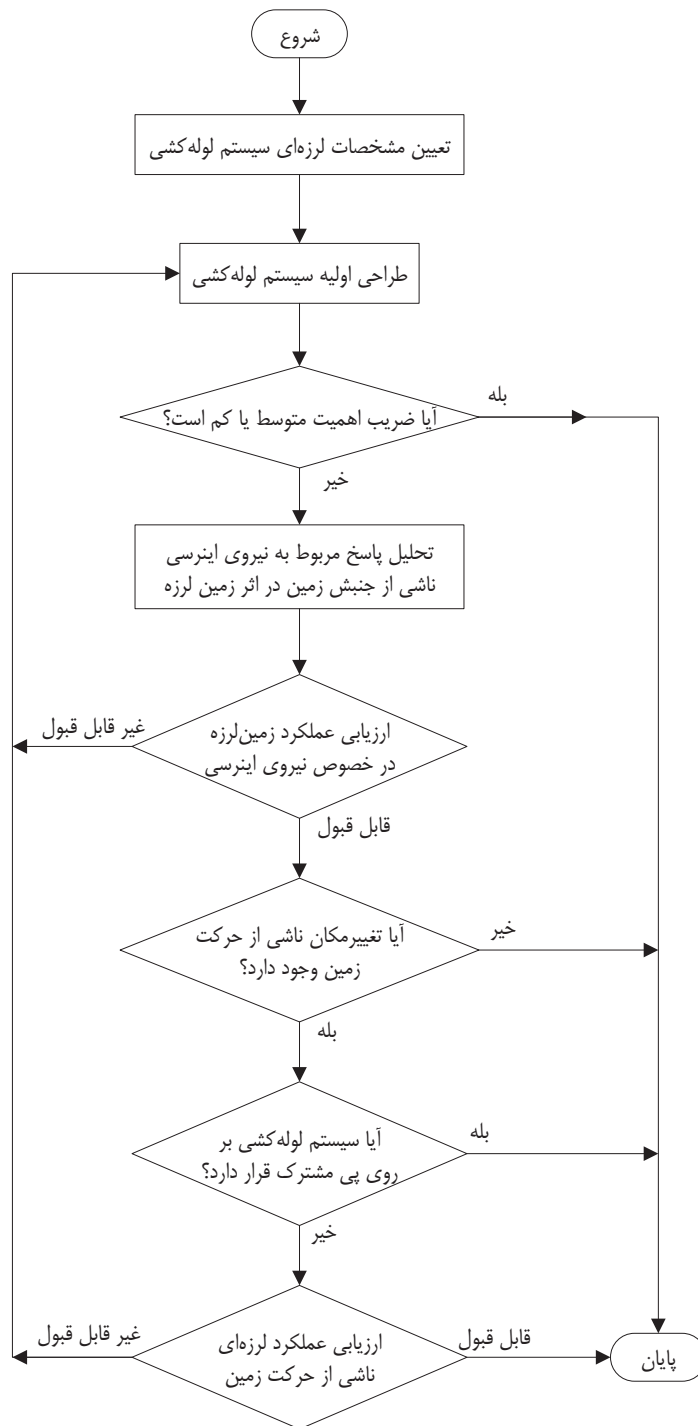 شروع
تعیین مشخصات لرزه‌ای سیستم لوله‌کشی
طراحی اولیه سیستم لوله‌کشی
آیا ضریب اهمیت متوسط یا کم است؟
بله
خیر
تحلیل پاسخ مربوط به نیروی اینرسی
ناشی از جنبش زمین در اثر زمین لرزه
ارزیابی عملکرد زمین‌لرزه
در خصوص نیروی اینرسی
غیر قابل قبول
قابل قبول
آیا تغییرمکان ناشی از حرکت
زمین وجود دارد؟
خیر
بله
آیا سیستم لوله‌کشی بر
روی پی مشترک قرار دارد؟
بله
خیر
ارزیابی عملکرد لرزه‌ای
ناشی از حرکت زمین
غیر قابل قبول
قابل قبول
پایان